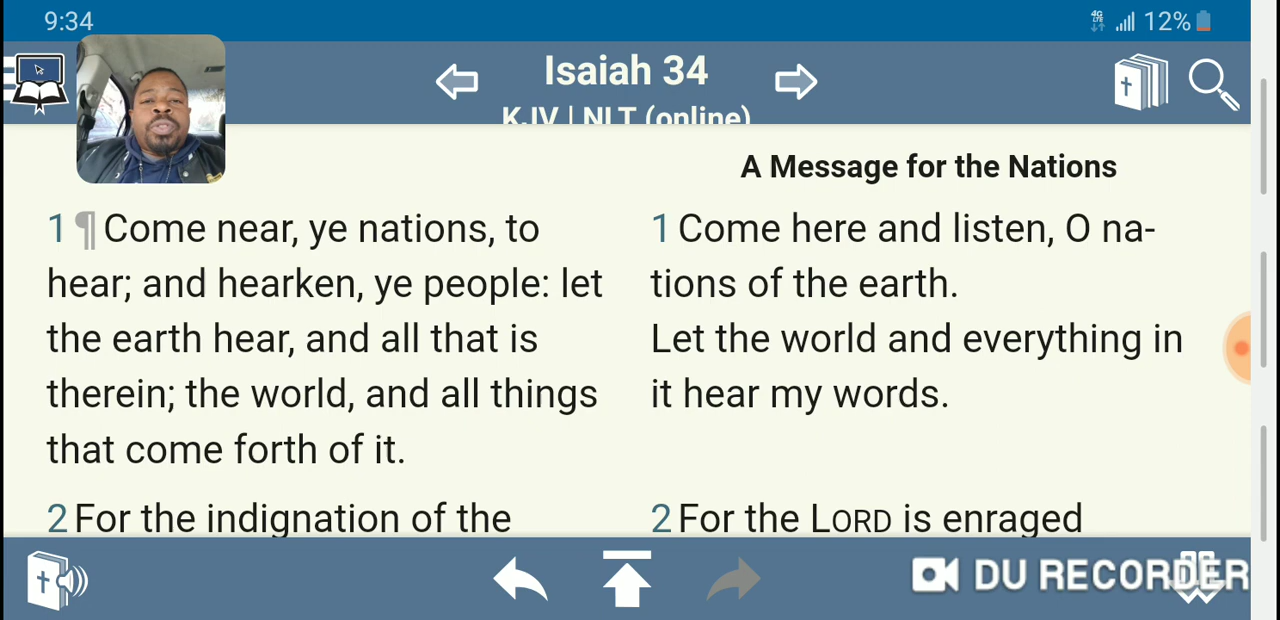 9:34
4G LTE 12%
Isaiah 34
KJV | NLT (online)
A Message for the Nations
1 ¶ Come near, ye nations, to
hear; and hearken, ye people: let
the earth hear, and all that is
therein; the world, and all things
that come forth of it.
2 For the indignation of the
1 Come here and listen, O na-
tions of the earth.
Let the world and everything in
it hear my words.
2 For the LORD is enraged
DU RECORDER